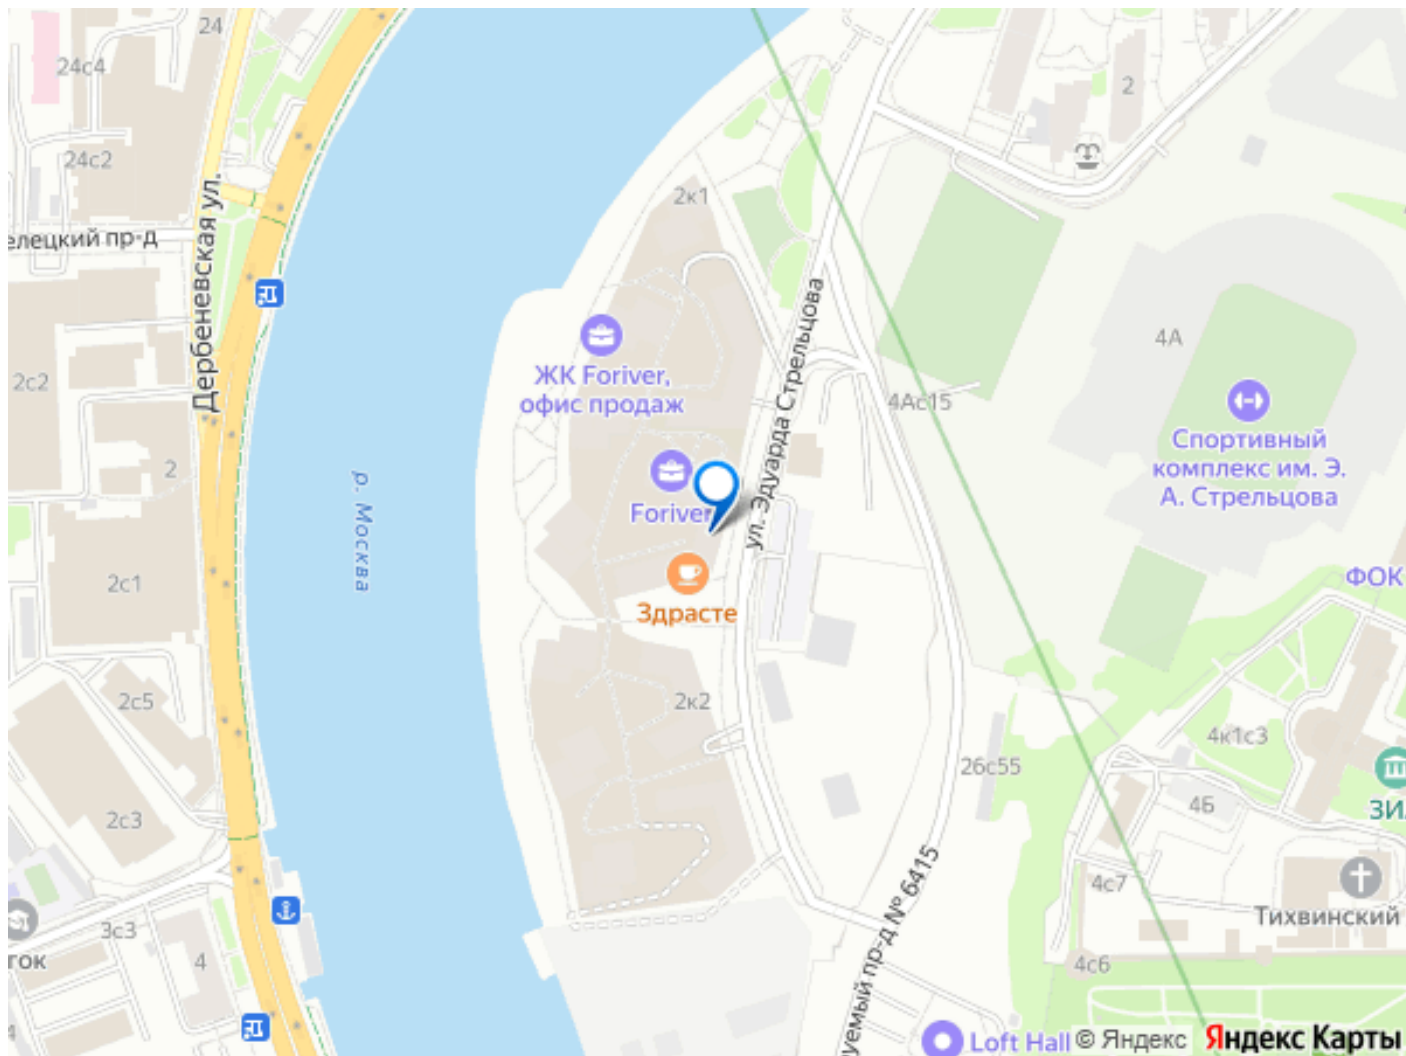 24
24с4
24с2
2
2к1
елецкий пр-д
Дербеневская ул.
ул. Эдуарда Стрельцова
4А
2с2
ЖК Foriver,
офис продаж
4Ас15
Спортивный
комплекс им. Э.
А. Стрельцова
2
Foriver
р. Москва
2с1
ФОК
Здрасте
2с5
2к2
4к1с3
26с55
4Б
ЗИЛ
2с3
4с7
3с3
Тихвинский
ток
4
4с6
уемый пр-д № 6415
4
Loft Hall
© Яндекс
Яндекс Карты